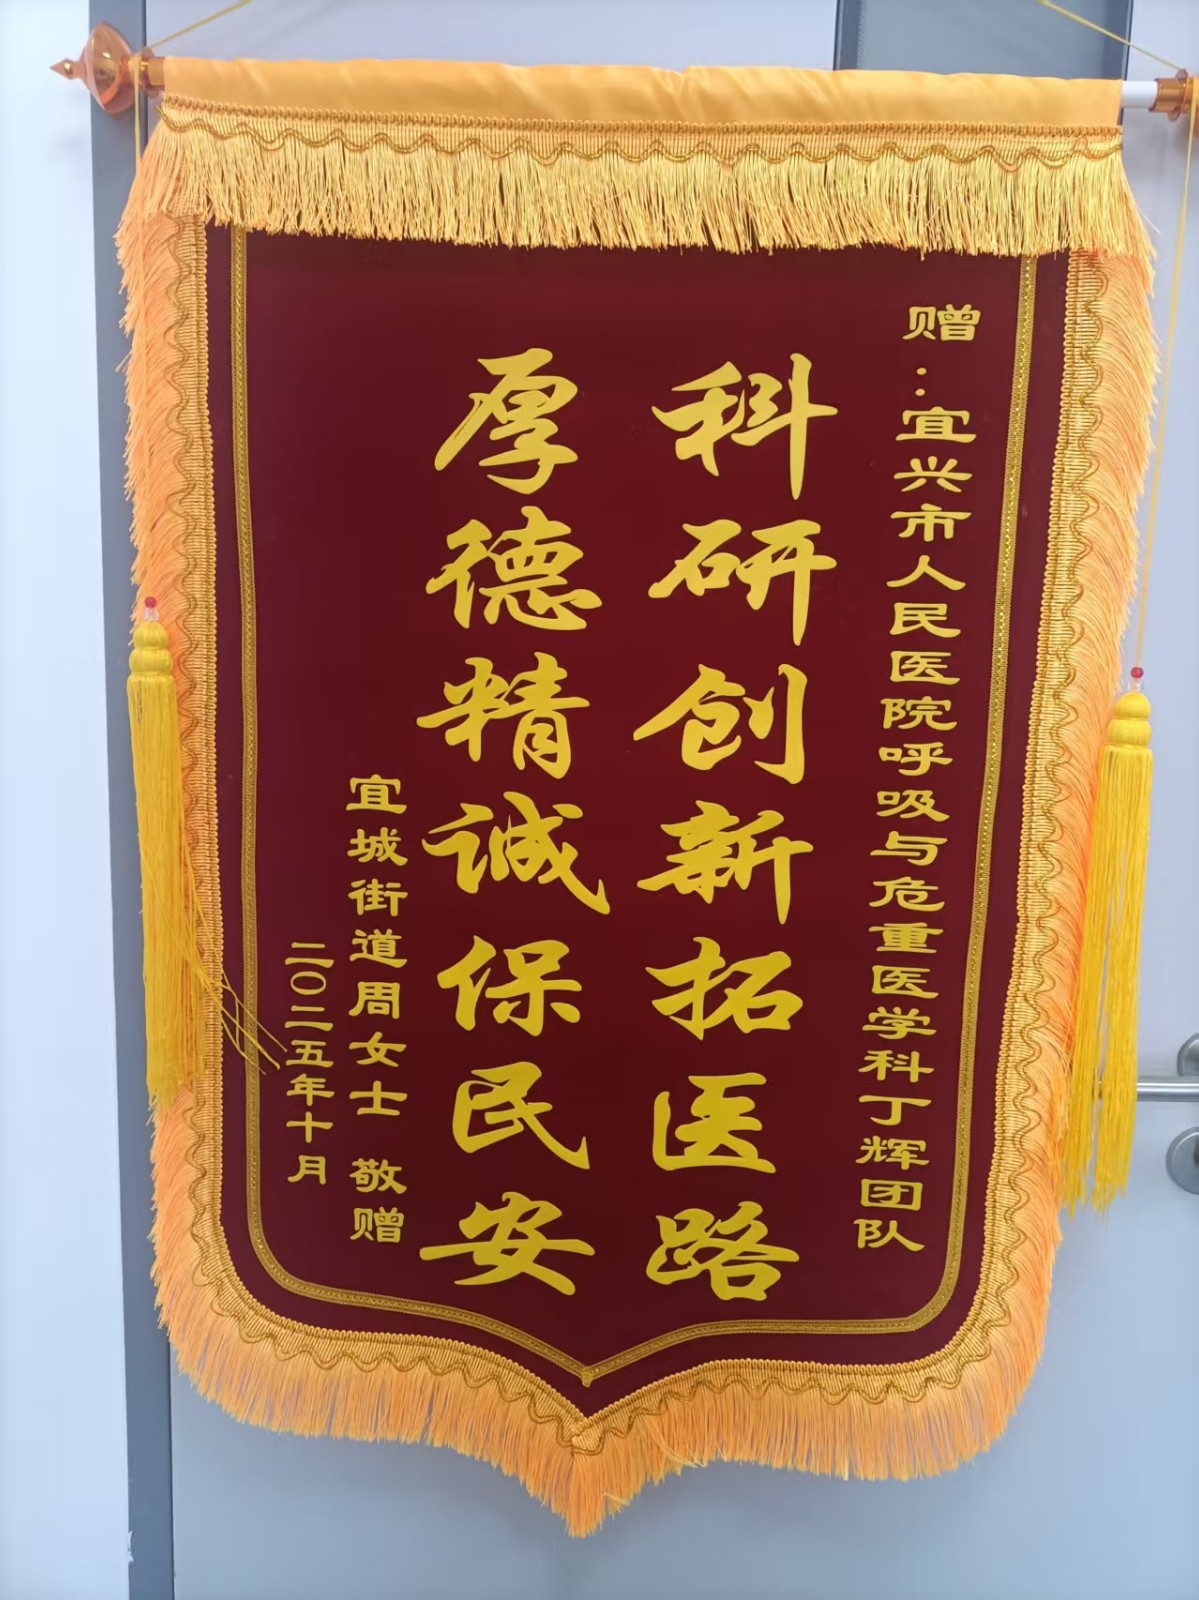 赠：宜兴市人民医院呼吸与危重医学科丁辉团队
科研创新拓医路
厚德精诚保民安
宜城街道周女士 敬赠
二〇二五年十月